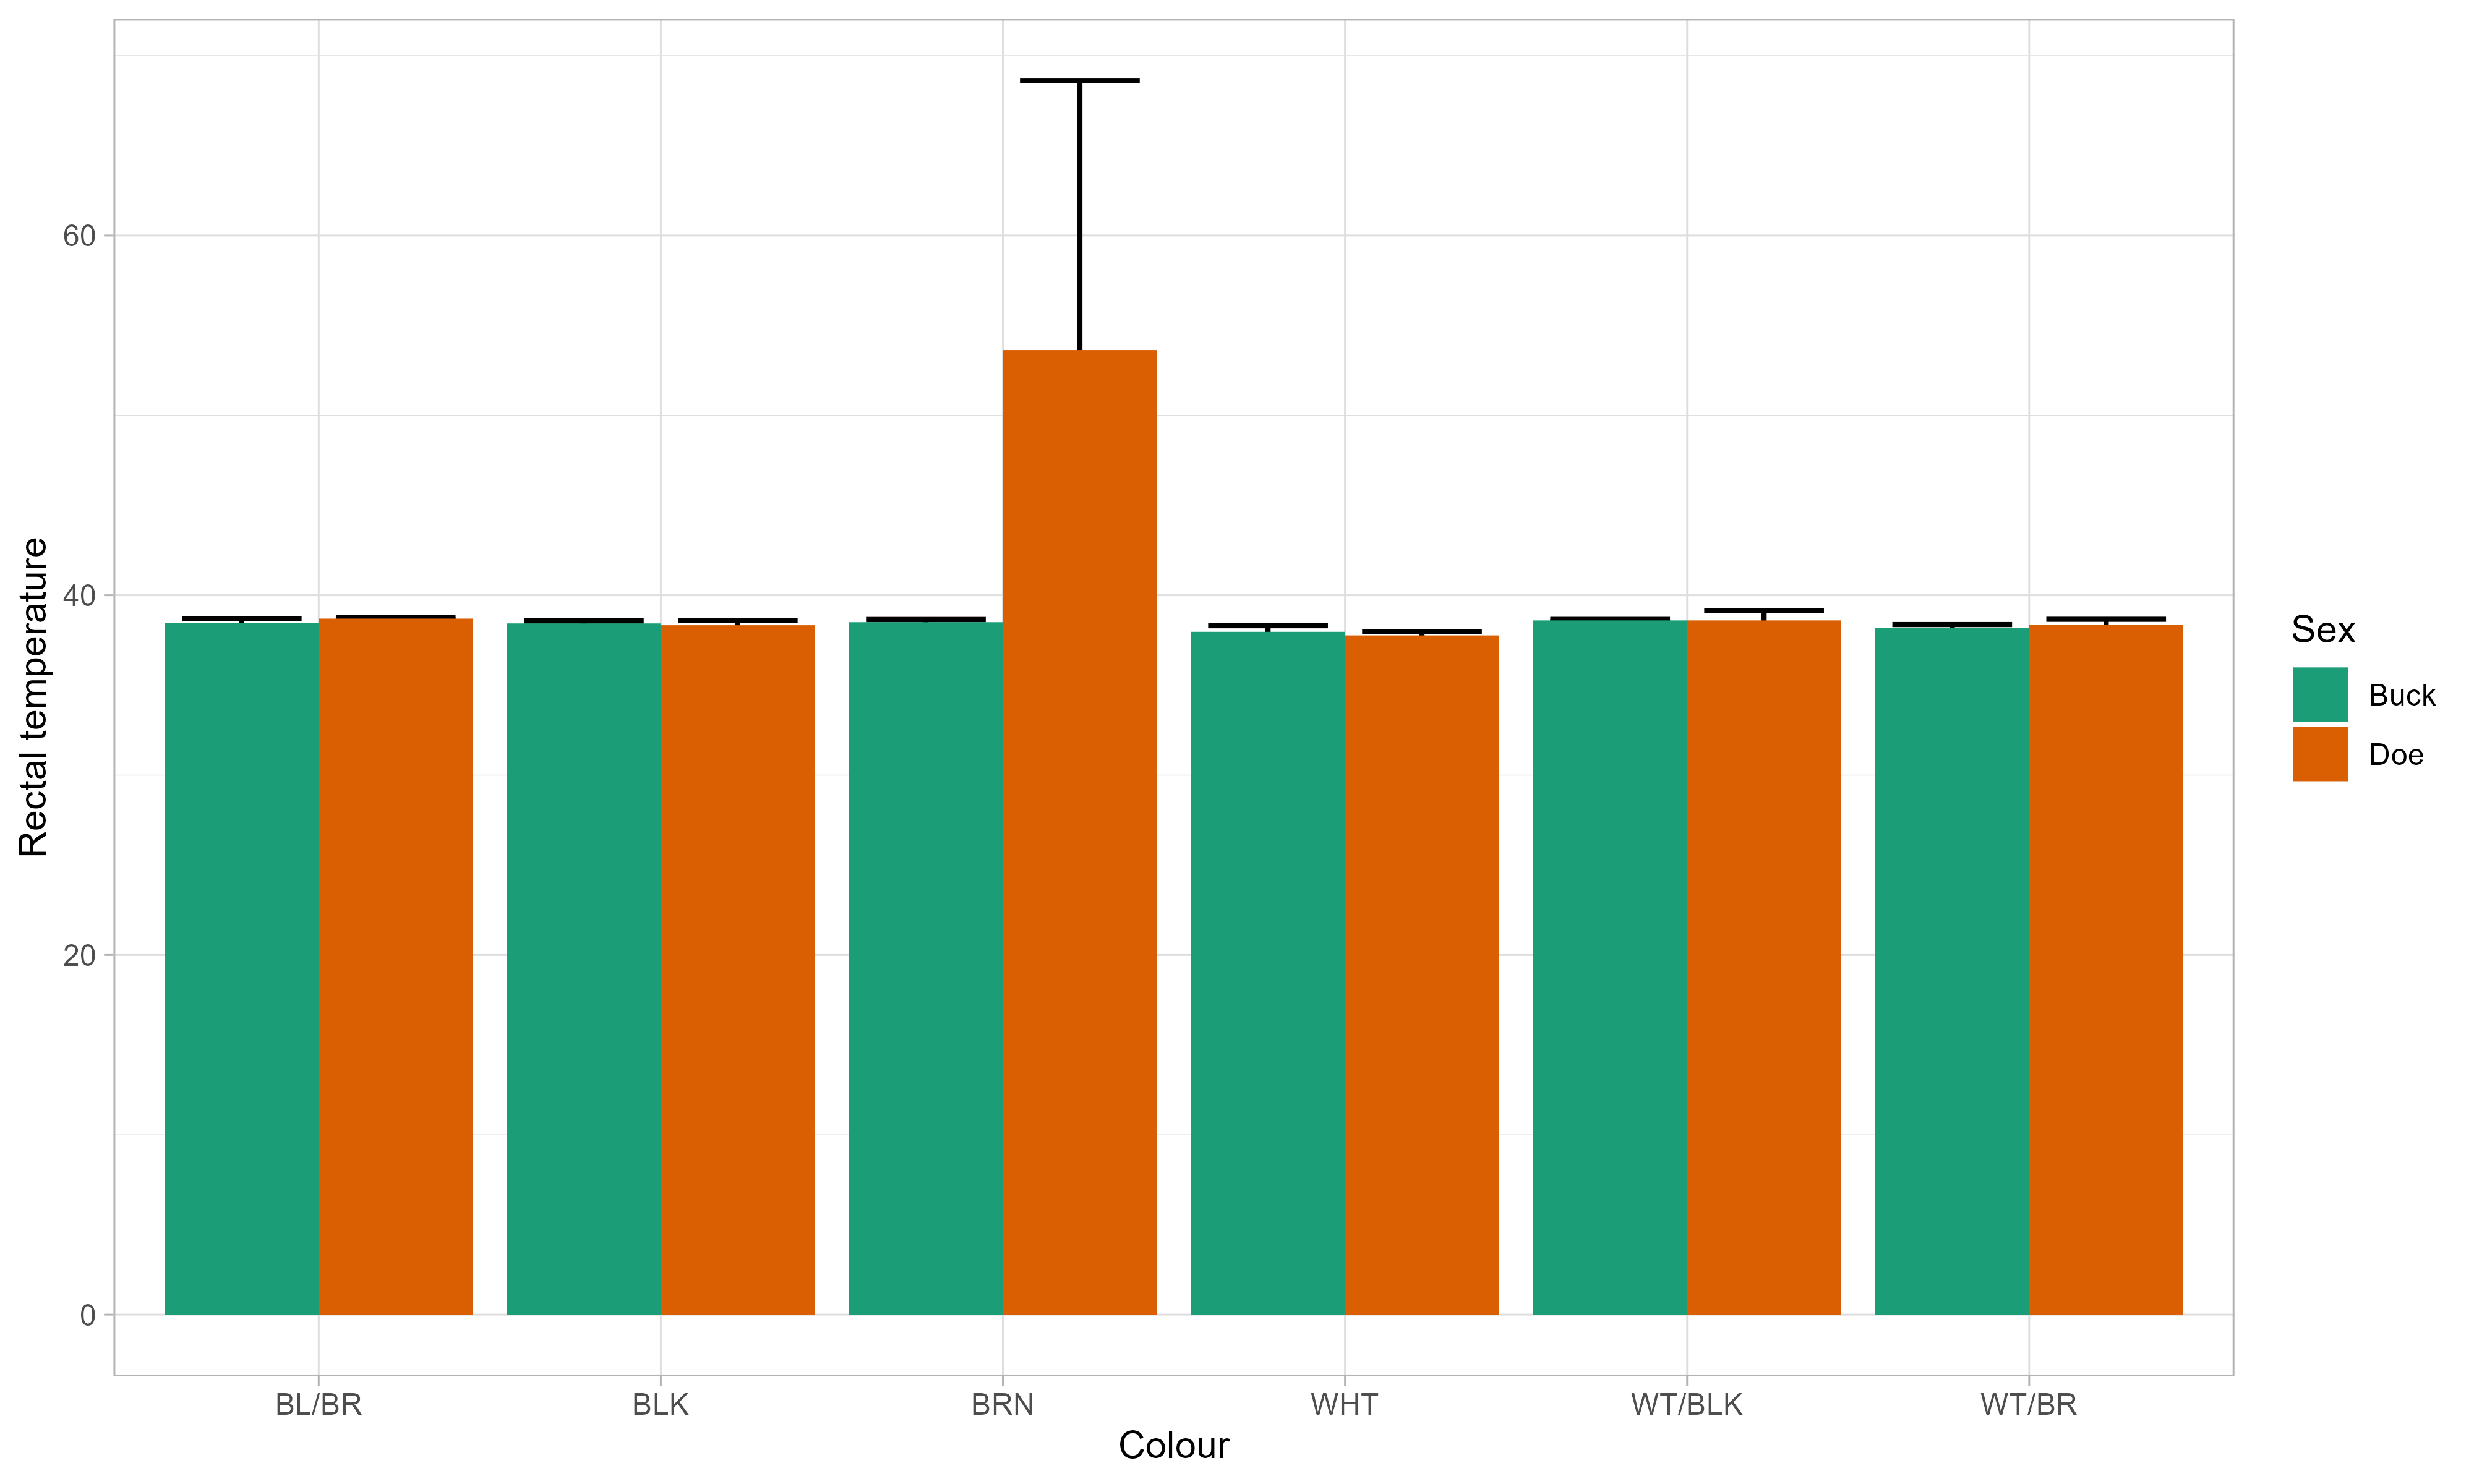 60
40
20
0
Rectal temperature
BL/BR
BLK
BRN
WHT
WT/BLK
WT/BR
Colour
Sex
Buck
Doe